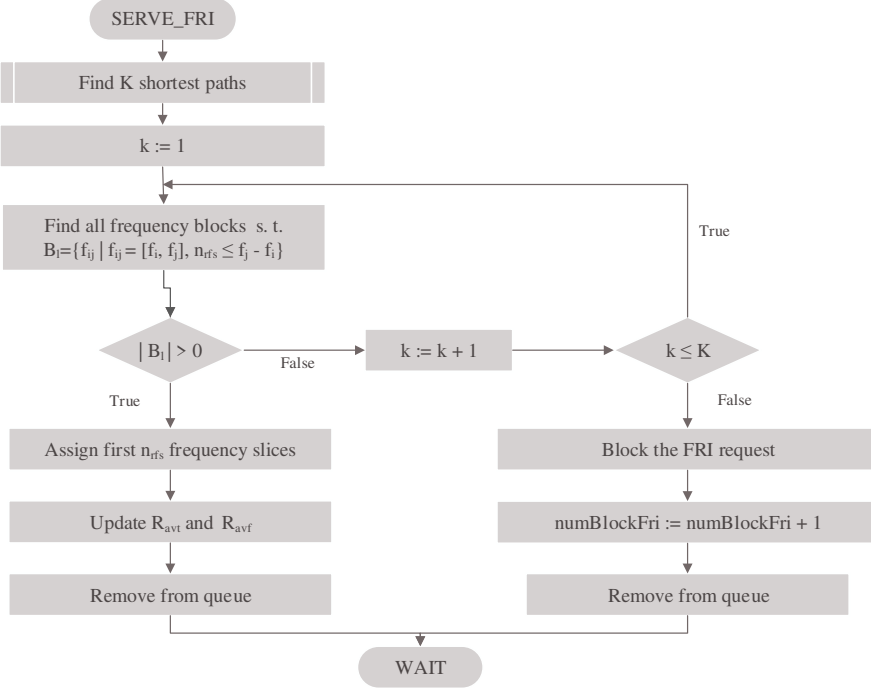 SERVE_FRI
Find K shortest paths
k := 1
Find all frequency blocks s. t.
Bₗ={fᵢⱼ | fᵢⱼ = [fᵢ, fⱼ], nᵣfₛ ≤ fⱼ - fᵢ}
True
| Bₗ | > 0
False
k := k + 1
k ≤ K
True
False
Assign first nᵣfₛ frequency slices
Block the FRI request
Update Rₐᵥₜ and Rₐᵥf
numBlockFri := numBlockFri + 1
Remove from queue
Remove from queue
WAIT